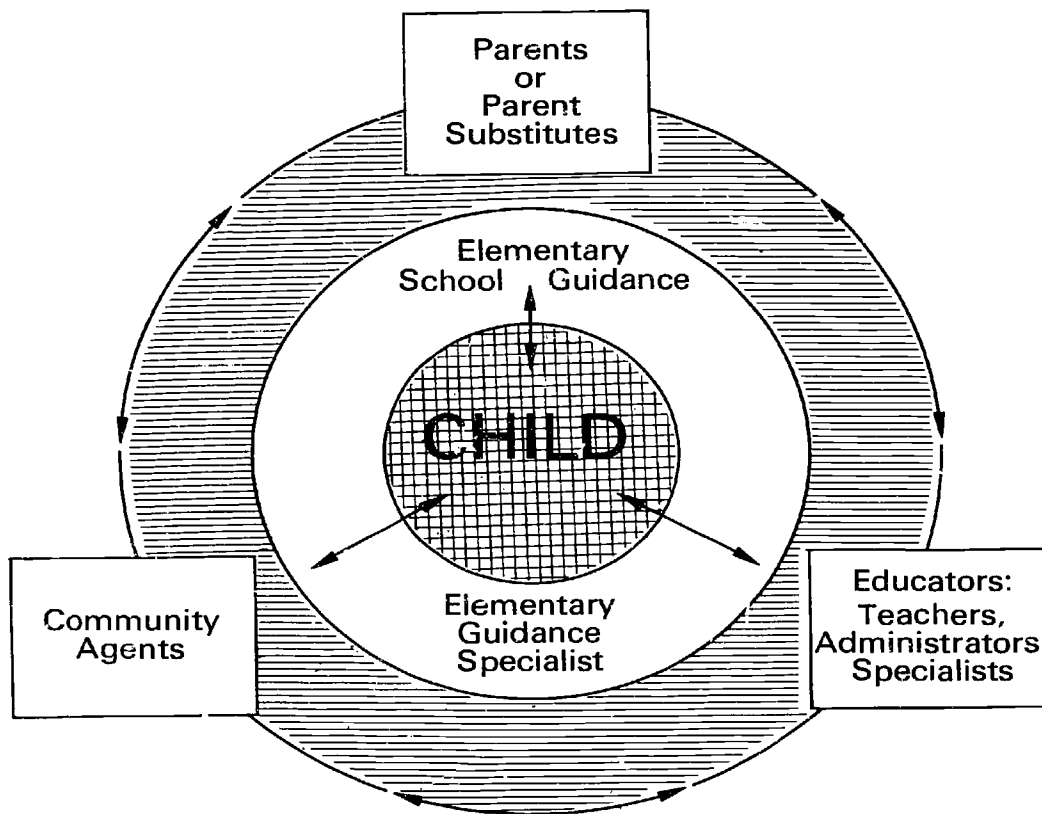 Parents
or
Parent
Substitutes
Elementary
School Guidance
CHILD
Elementary
Guidance
Specialist
Community
Agents
Educators:
Teachers,
Administrators
Specialists